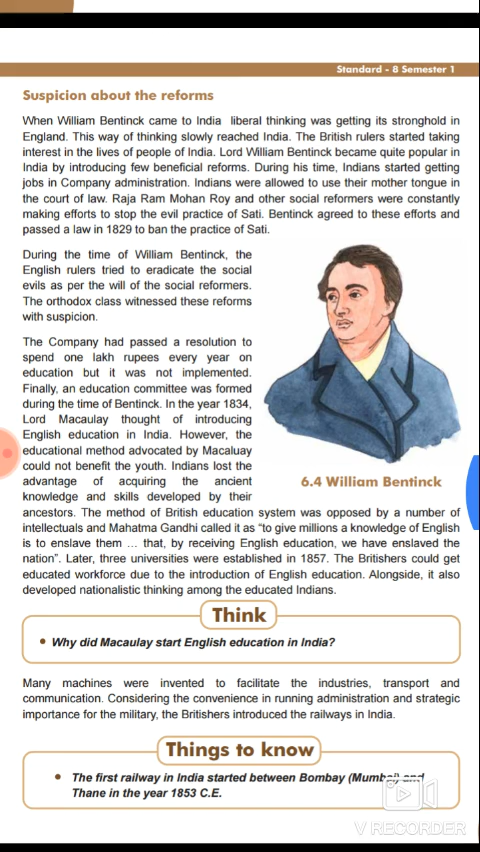 Standard - 8 Semester 1
Suspicion about the reforms
When William Bentinck came to India liberal thinking was getting its stronghold in
England. This way of thinking slowly reached India. The British rulers started taking
interest in the lives of people of India. Lord William Bentinck became quite popular in
India by introducing few beneficial reforms. During his time, Indians started getting
jobs in Company administration. Indians were allowed to use their mother tongue in
the court of law. Raja Ram Mohan Roy and other social reformers were constantly
making efforts to stop the evil practice of Sati. Bentinck agreed to these efforts and
passed a law in 1829 to ban the practice of Sati.
During the time of William Bentinck, the
English rulers tried to eradicate the social
evils as per the will of the social reformers.
The orthodox class witnessed these reforms
with suspicion.
The Company had passed a resolution to
spend one lakh rupees every year on
education but it was not implemented.
Finally, an education committee was formed
during the time of Bentinck. In the year 1834,
Lord Macaulay thought of introducing
English education in India. However, the
educational method advocated by Macaluay
could not benefit the youth. Indians lost the
advantage of acquiring the ancient
knowledge and skills developed by their
6.4 William Bentinck
ancestors. The method of British education system was opposed by a number of
intellectuals and Mahatma Gandhi called it as “to give millions a knowledge of English
is to enslave them ... that, by receiving English education, we have enslaved the
nation”. Later, three universities were established in 1857. The Britishers could get
educated workforce due to the introduction of English education. Alongside, it also
developed nationalistic thinking among the educated Indians.
Think
• Why did Macaulay start English education in India?
Many machines were invented to facilitate the industries, transport and
communication. Considering the convenience in running administration and strategic
importance for the military, the Britishers introduced the railways in India.
Things to know
• The first railway in India started between Bombay (Mumbai) and
Thane in the year 1853 C.E.
V RECORDER